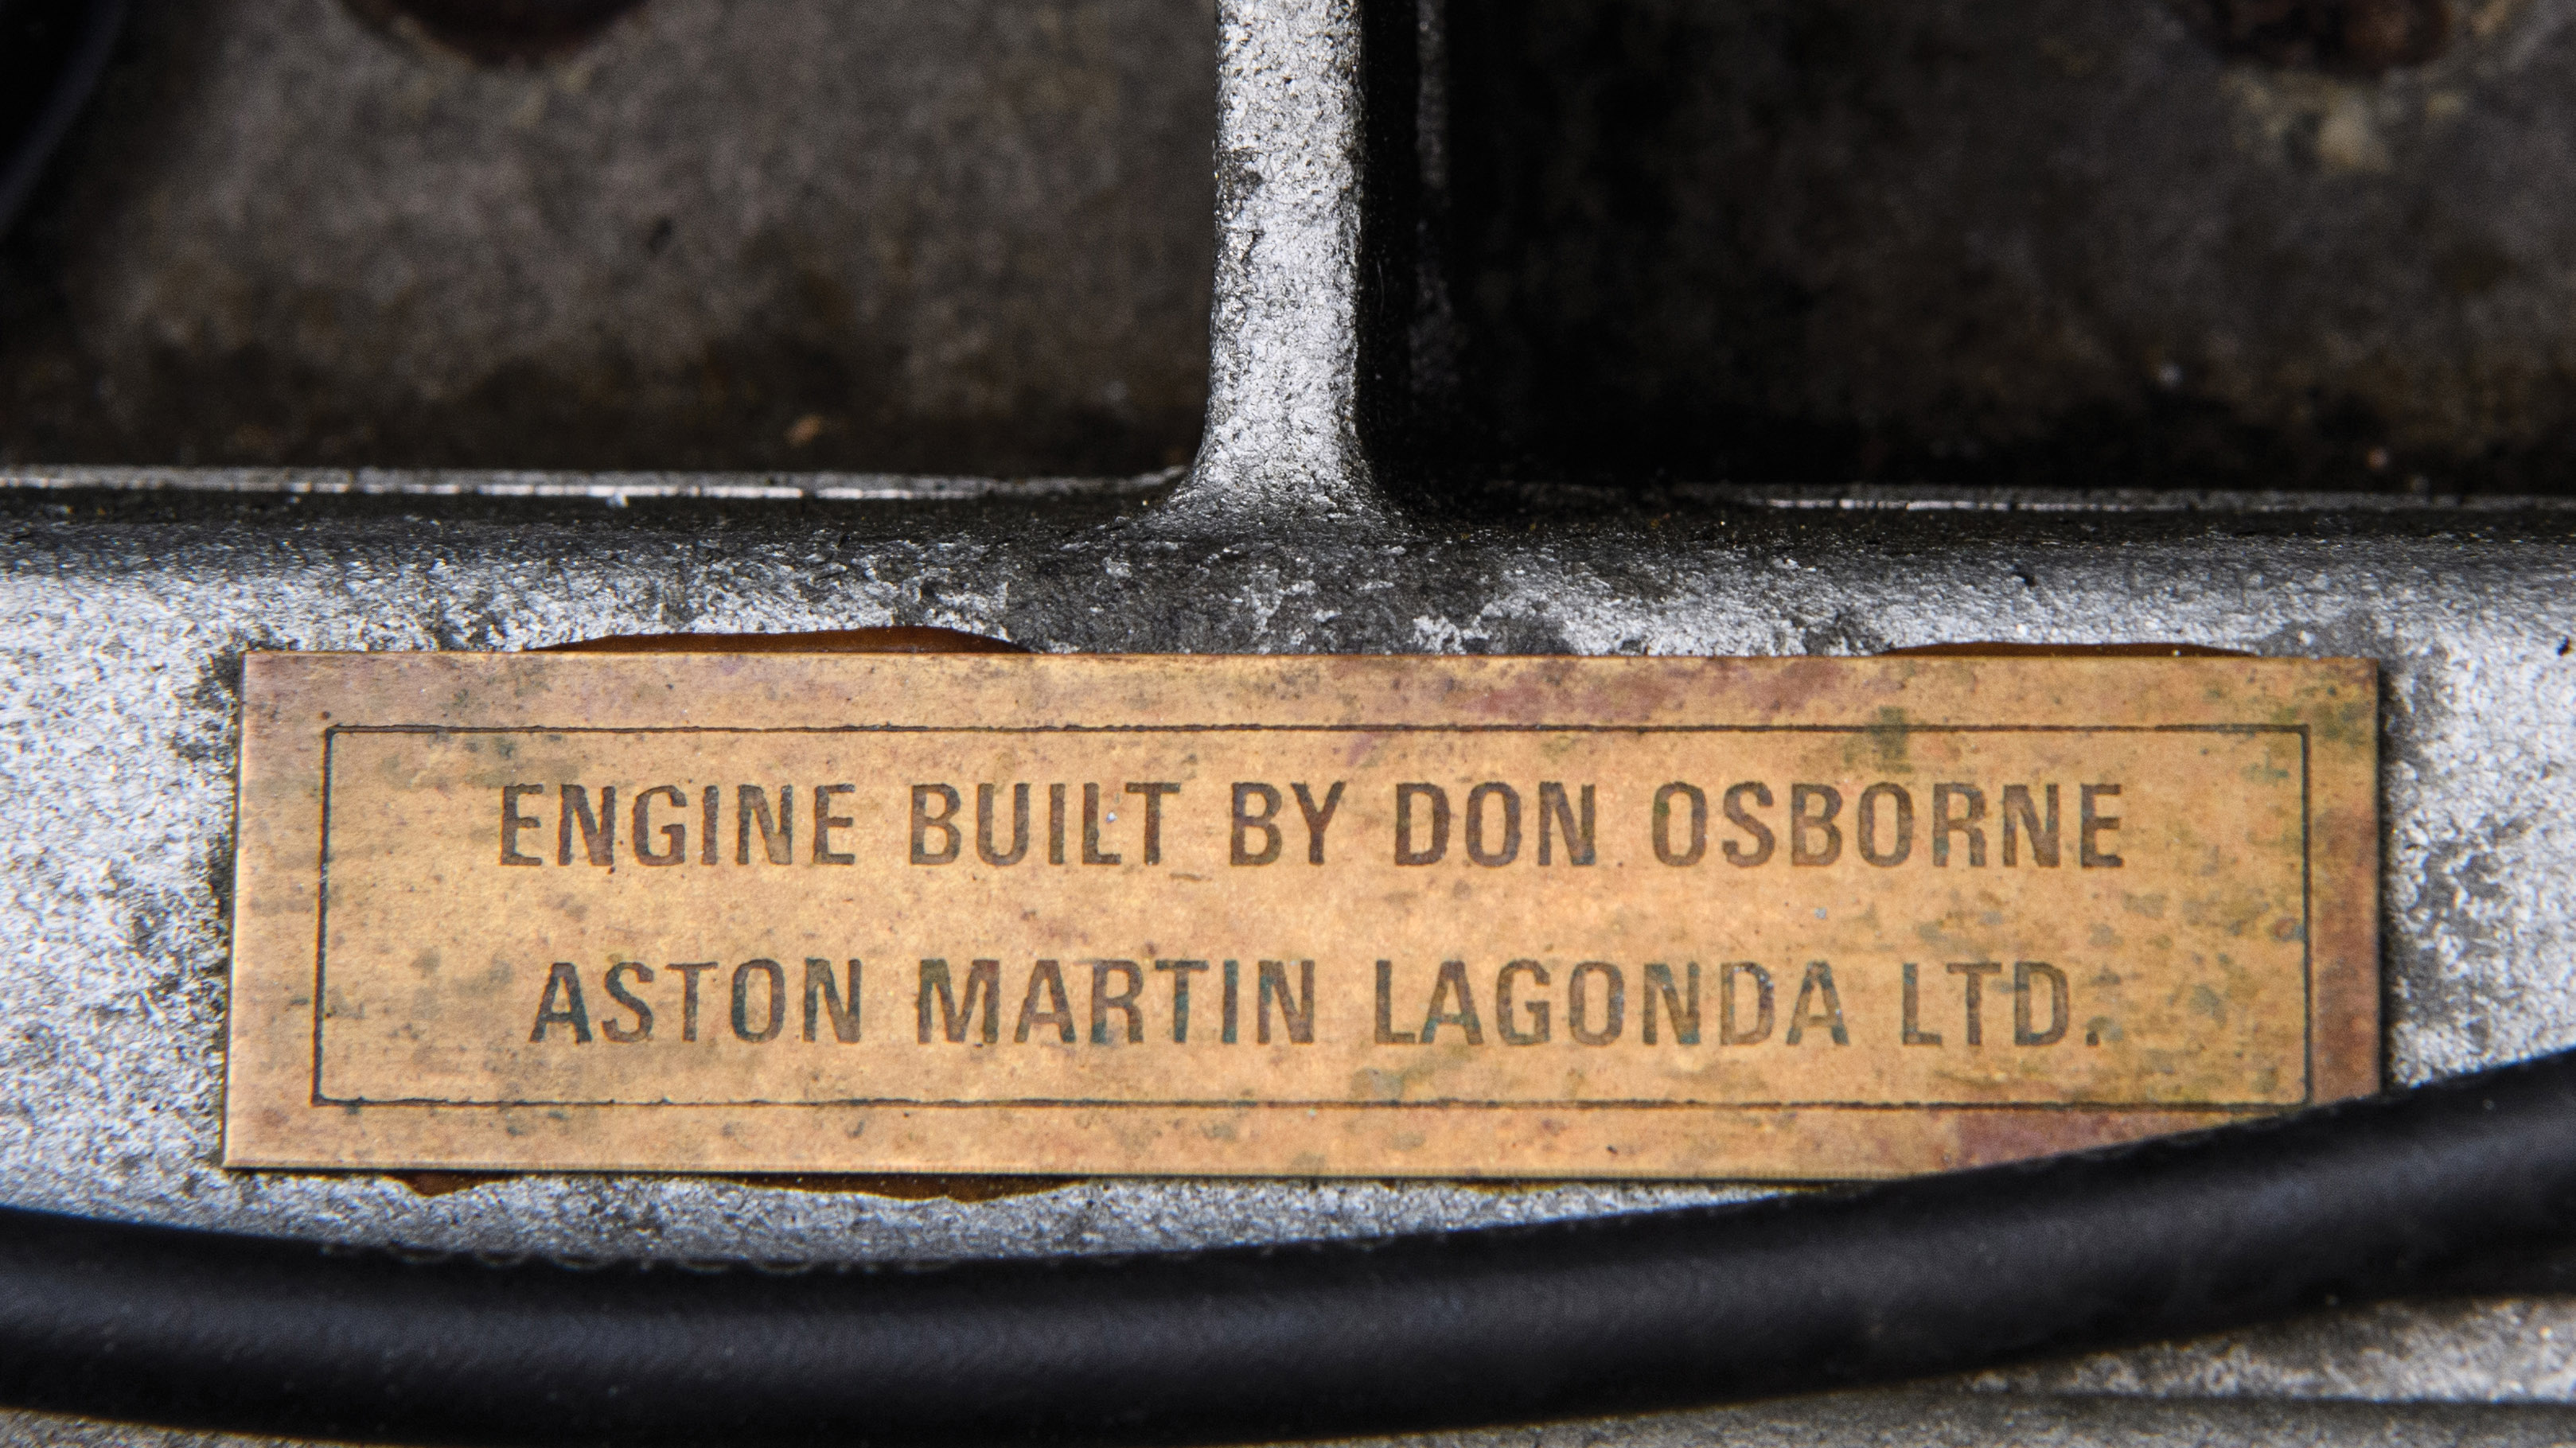 ENGINE BUILT BY DON OSBORNE
ASTON MARTIN LAGONDA LTD.